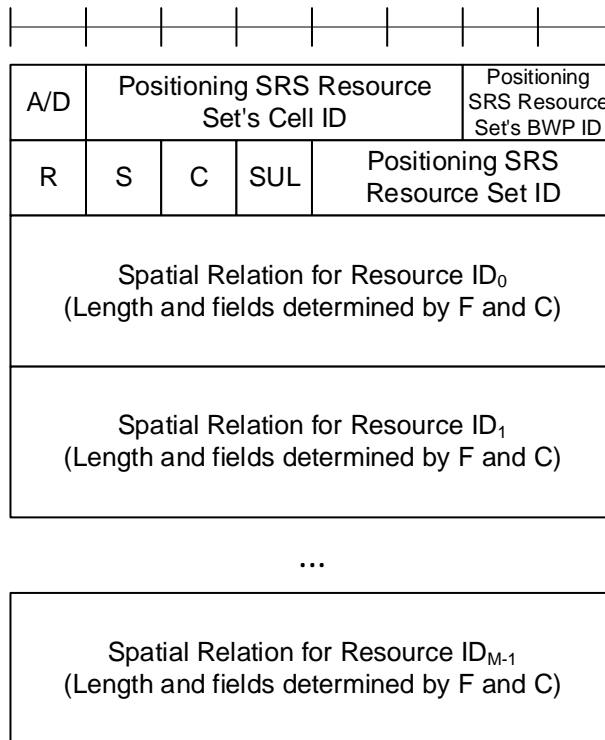 A/D
Positioning SRS Resource
Set's Cell ID
Positioning
SRS Resource
Set's BWP ID
R
S
C
SUL
Positioning SRS
Resource Set ID
Spatial Relation for Resource ID0
(Length and fields determined by F and C)
Spatial Relation for Resource ID1
(Length and fields determined by F and C)
...
Spatial Relation for Resource IDM-1
(Length and fields determined by F and C)